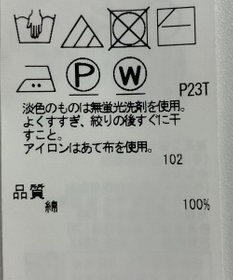 P
W
P23T
淡色のものは無蛍光洗剤を使用。
よくすすぎ、絞りの後すぐに干
すこと。
アイロンはあて布を使用。
102
品質
綿 100%